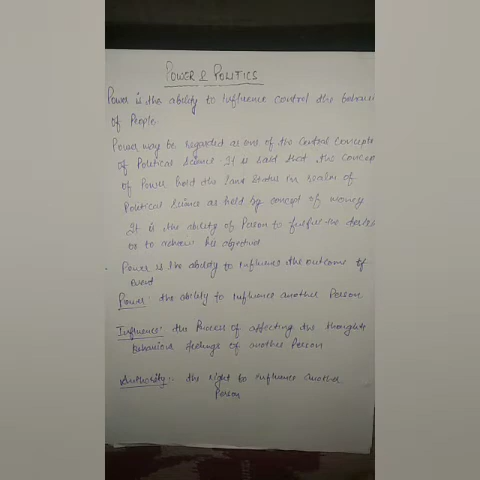 POWER & POLITICS
Power is the ability to influence control the behavi
of People
Power may be regarded as one of the Central Concepts
of Political Science. It is said that the Concept
of Power hold the Same Status in realm of
Political Science as held by concept of money
It is the ability of Person to fulfill the desires
or to achieve his objectives
Power is the ability to influence the outcome of
event
Power: the ability to influence another Person
Influence: the Process of affecting the thoughts
behaviour feelings of another Person
Authority:- the right to influence another
Person